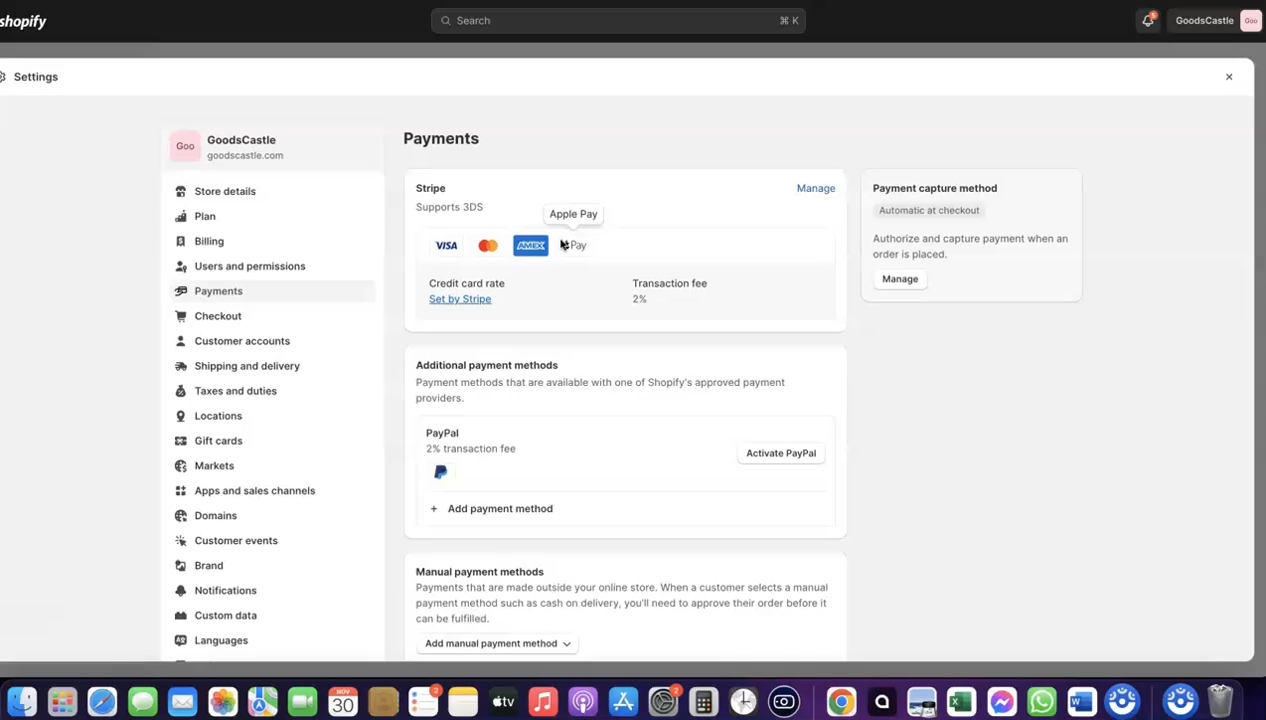 shopify
Search
⌘ K
5
GoodsCastle
Goo
Settings
Goo
GoodsCastle
goodscastle.com
Store details
Plan
Billing
Users and permissions
Payments
Checkout
Customer accounts
Shipping and delivery
Taxes and duties
Locations
Gift cards
Markets
Apps and sales channels
Domains
Customer events
Brand
Notifications
Custom data
Languages
Payments
Stripe
Manage
Supports 3DS
Apple Pay
VISA
AMEX
Pay
Credit card rate
Transaction fee
Set by Stripe
2%
Additional payment methods
Payment methods that are available with one of Shopify's approved payment
providers.
PayPal
2% transaction fee
Activate PayPal
+ Add payment method
Manual payment methods
Payments that are made outside your online store. When a customer selects a manual
payment method such as cash on delivery, you'll need to approve their order before it
can be fulfilled.
Add manual payment method
Payment capture method
Automatic at checkout
Authorize and capture payment when an
order is placed.
Manage
NOV
30
2
tv
2